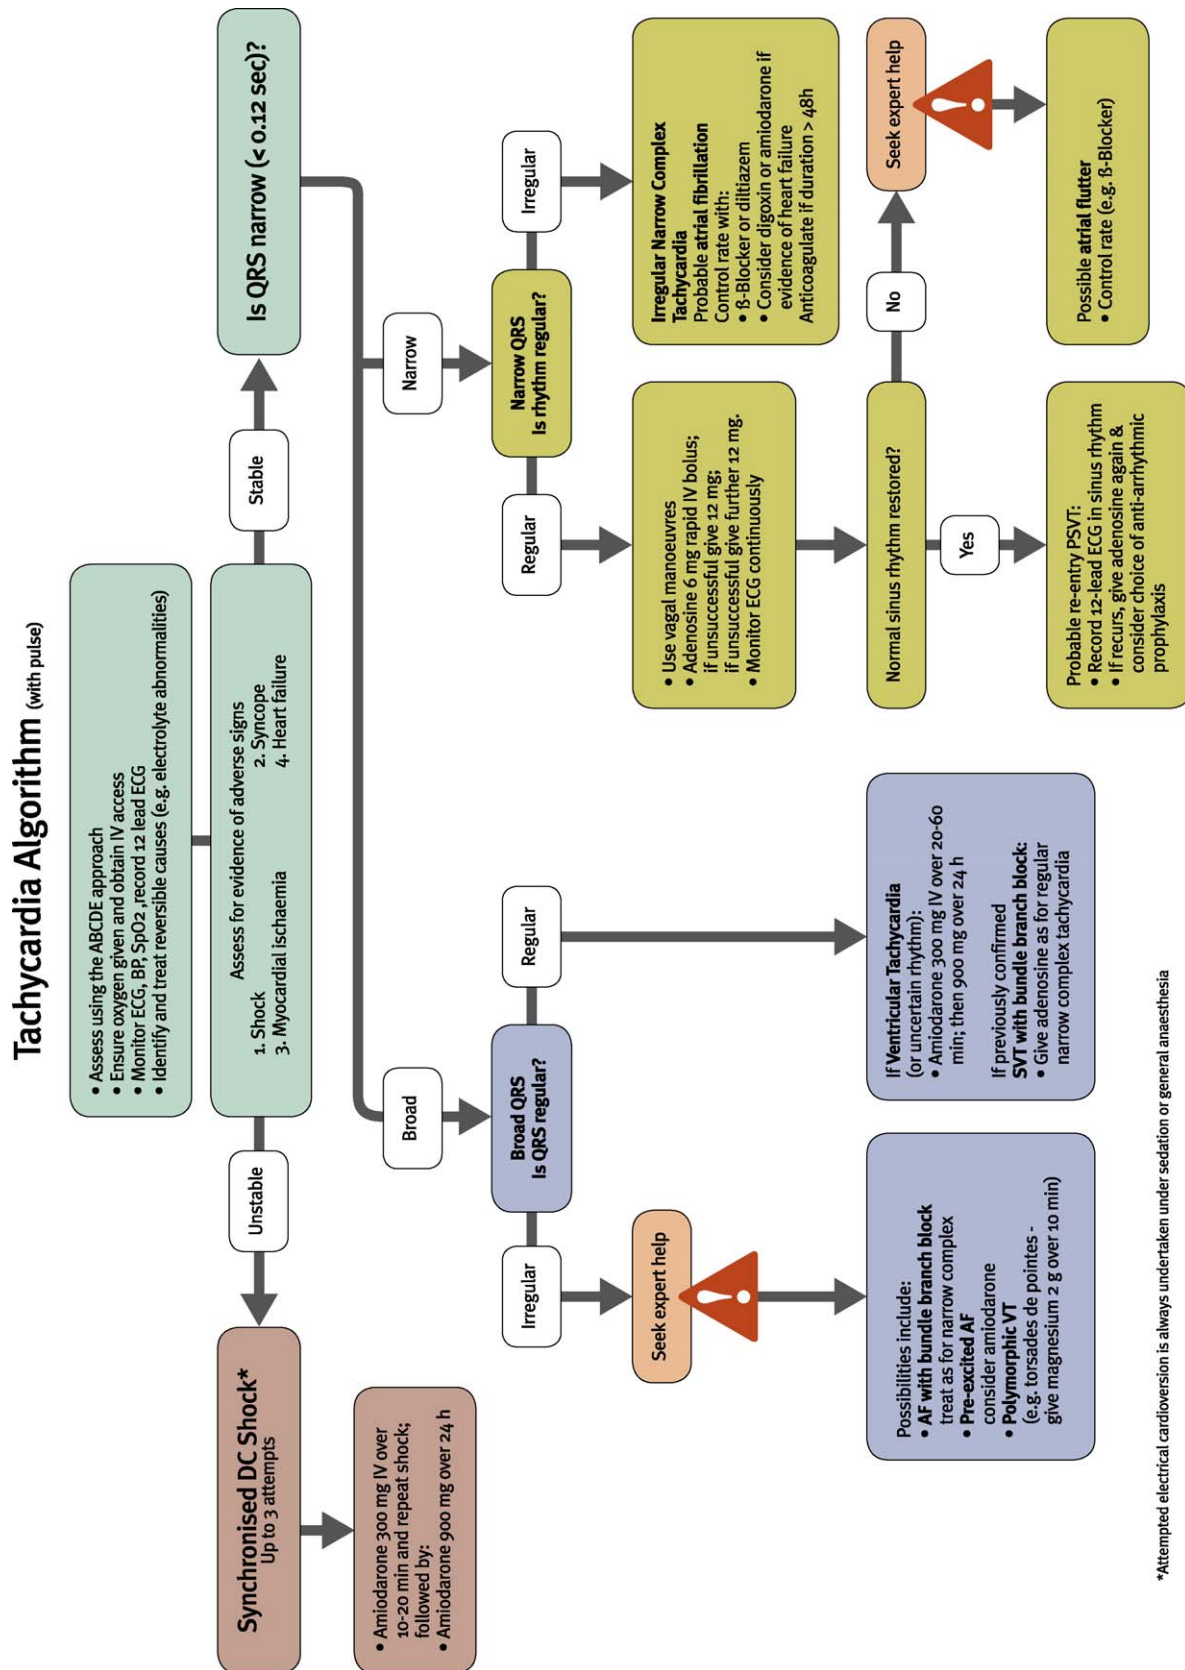 Tachycardia Algorithm (with pulse)
• Assess using the ABCDE approach
• Ensure oxygen given and obtain IV access
• Monitor ECG, BP, SpO2 ,record 12 lead ECG
• Identify and treat reversible causes (e.g. electrolyte abnormalities)
Assess for evidence of adverse signs
1. Shock 2. Syncope
3. Myocardial ischaemia 4. Heart failure
Unstable
Stable
Synchronised DC Shock*
Up to 3 attempts
Is QRS narrow (< 0.12 sec)?
• Amiodarone 300 mg IV over
10-20 min and repeat shock;
followed by:
• Amiodarone 900 mg over 24 h
Broad
Narrow
Broad QRS
Is QRS regular?
Narrow QRS
Is rhythm regular?
Irregular
Regular
Regular
Irregular
Seek expert help
• Use vagal manoeuvres
• Adenosine 6 mg rapid IV bolus;
if unsuccessful give 12 mg;
if unsuccessful give further 12 mg.
• Monitor ECG continuously
Irregular Narrow Complex
Tachycardia
Probable atrial fibrillation
Control rate with:
• ß-Blocker or diltiazem
• Consider digoxin or amiodarone if
evidence of heart failure
Anticoagulate if duration > 48h
!
Possibilities include:
• AF with bundle branch block
treat as for narrow complex
• Pre-excited AF
consider amiodarone
• Polymorphic VT
(e.g. torsades de pointes -
give magnesium 2 g over 10 min)
If Ventricular Tachycardia
(or uncertain rhythm):
• Amiodarone 300 mg IV over 20-60
min; then 900 mg over 24 h
If previously confirmed
SVT with bundle branch block:
• Give adenosine as for regular
narrow complex tachycardia
Normal sinus rhythm restored?
No
Seek expert help
!
Yes
Probable re-entry PSVT:
• Record 12-lead ECG in sinus rhythm
• If recurs, give adenosine again &
consider choice of anti-arrhythmic
prophylaxis
Possible atrial flutter
• Control rate (e.g. ß-Blocker)
*Attempted electrical cardioversion is always undertaken under sedation or general anaesthesia